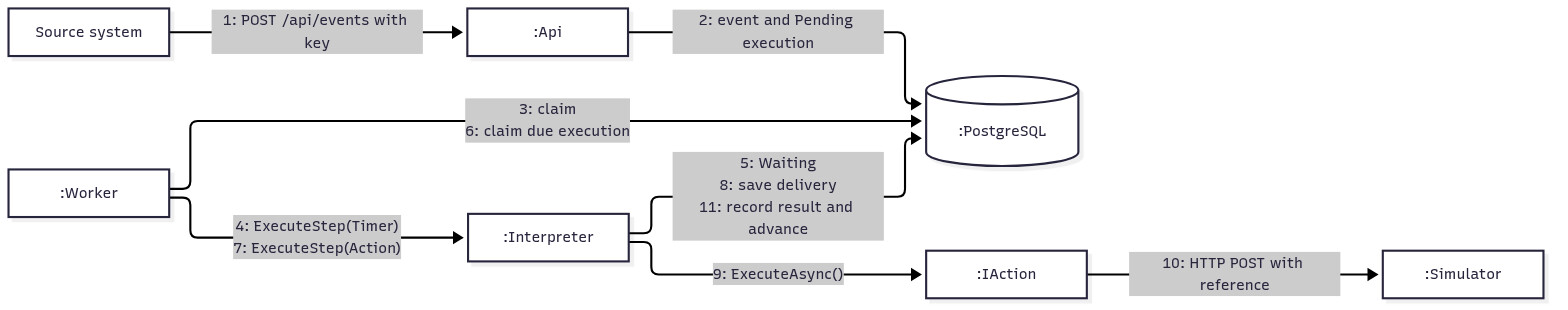 Source system
1: POST /api/events with
key
:Api
2: event and Pending
execution
3: claim
6: claim due execution
:PostgreSQL
:Worker
5: Waiting
8: save delivery
11: record result and
advance
4: ExecuteStep(Timer)
7: ExecuteStep(Action)
:Interpreter
9: ExecuteAsync()
:IAction
10: HTTP POST with
reference
:Simulator